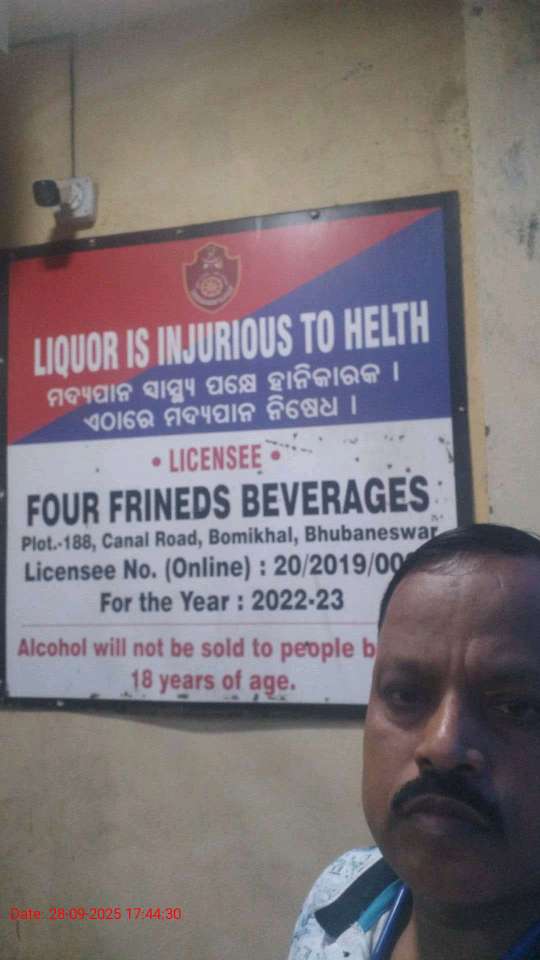 LIQUOR IS INJURIOUS TO HELTH
ମଦ୍ୟପାନ ସାସ୍ଥ୍ୟ ପକ୍ଷେ ହାନିକାରକ ।
ଏଠାରେ ମଦ୍ୟପାନ ନିଷେଧ ।
• LICENSEE •
FOUR FRINEDS BEVERAGES
Plot.-188, Canal Road, Bomikhal, Bhubaneswar
Licensee No. (Online) : 20/2019/00
For the Year : 2022-23
Alcohol will not be sold to people b
18 years of age.
Date: 28-09-2025 17:44:30